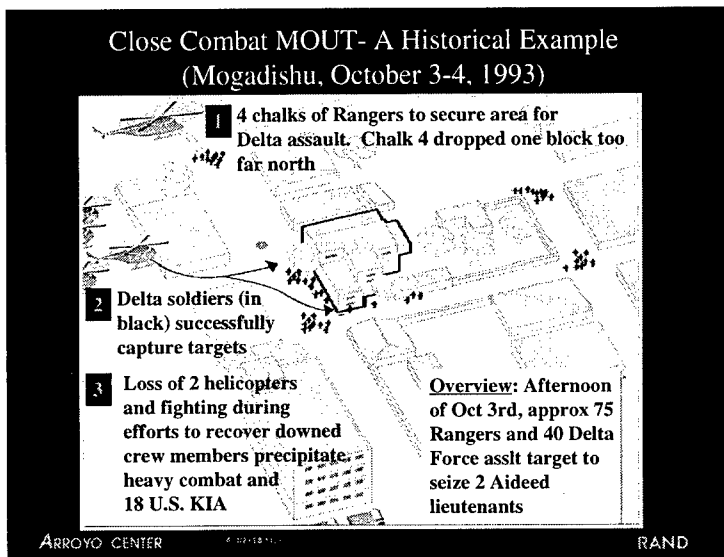 Close Combat MOUT- A Historical Example
(Mogadishu, October 3-4, 1993)
1 4 chalks of Rangers to secure area for
Delta assault. Chalk 4 dropped one block too
far north
2 Delta soldiers (in
black) successfully
capture targets
3 Loss of 2 helicopters
and fighting during
efforts to recover downed
crew members precipitate
heavy combat and
18 U.S. KIA
Overview: Afternoon
of Oct 3rd, approx 75
Rangers and 40 Delta
Force asslt target to
seize 2 Aideed
lieutenants
ARROYO CENTER
RAND